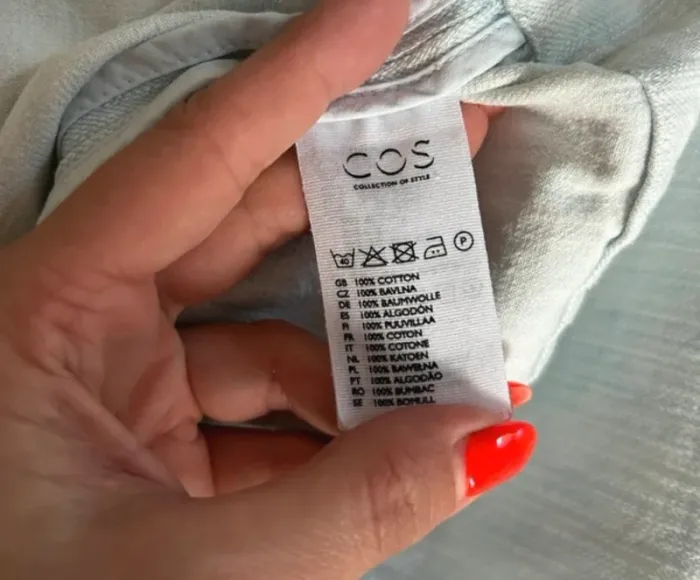 COS
COLLECTION OF STYLE
40 P
GB 100% COTTON
CZ 100% BAVLNA
DE 100% BAUMWOLLE
ES 100% ALGODÓN
FI 100% PUUVILLAA
FR 100% COTON
IT 100% COTONE
NL 100% KATOEN
PL 100% BAWEŁNA
PT 100% ALGODÃO
RO 100% BUMBAC
SE 100% BOMULL